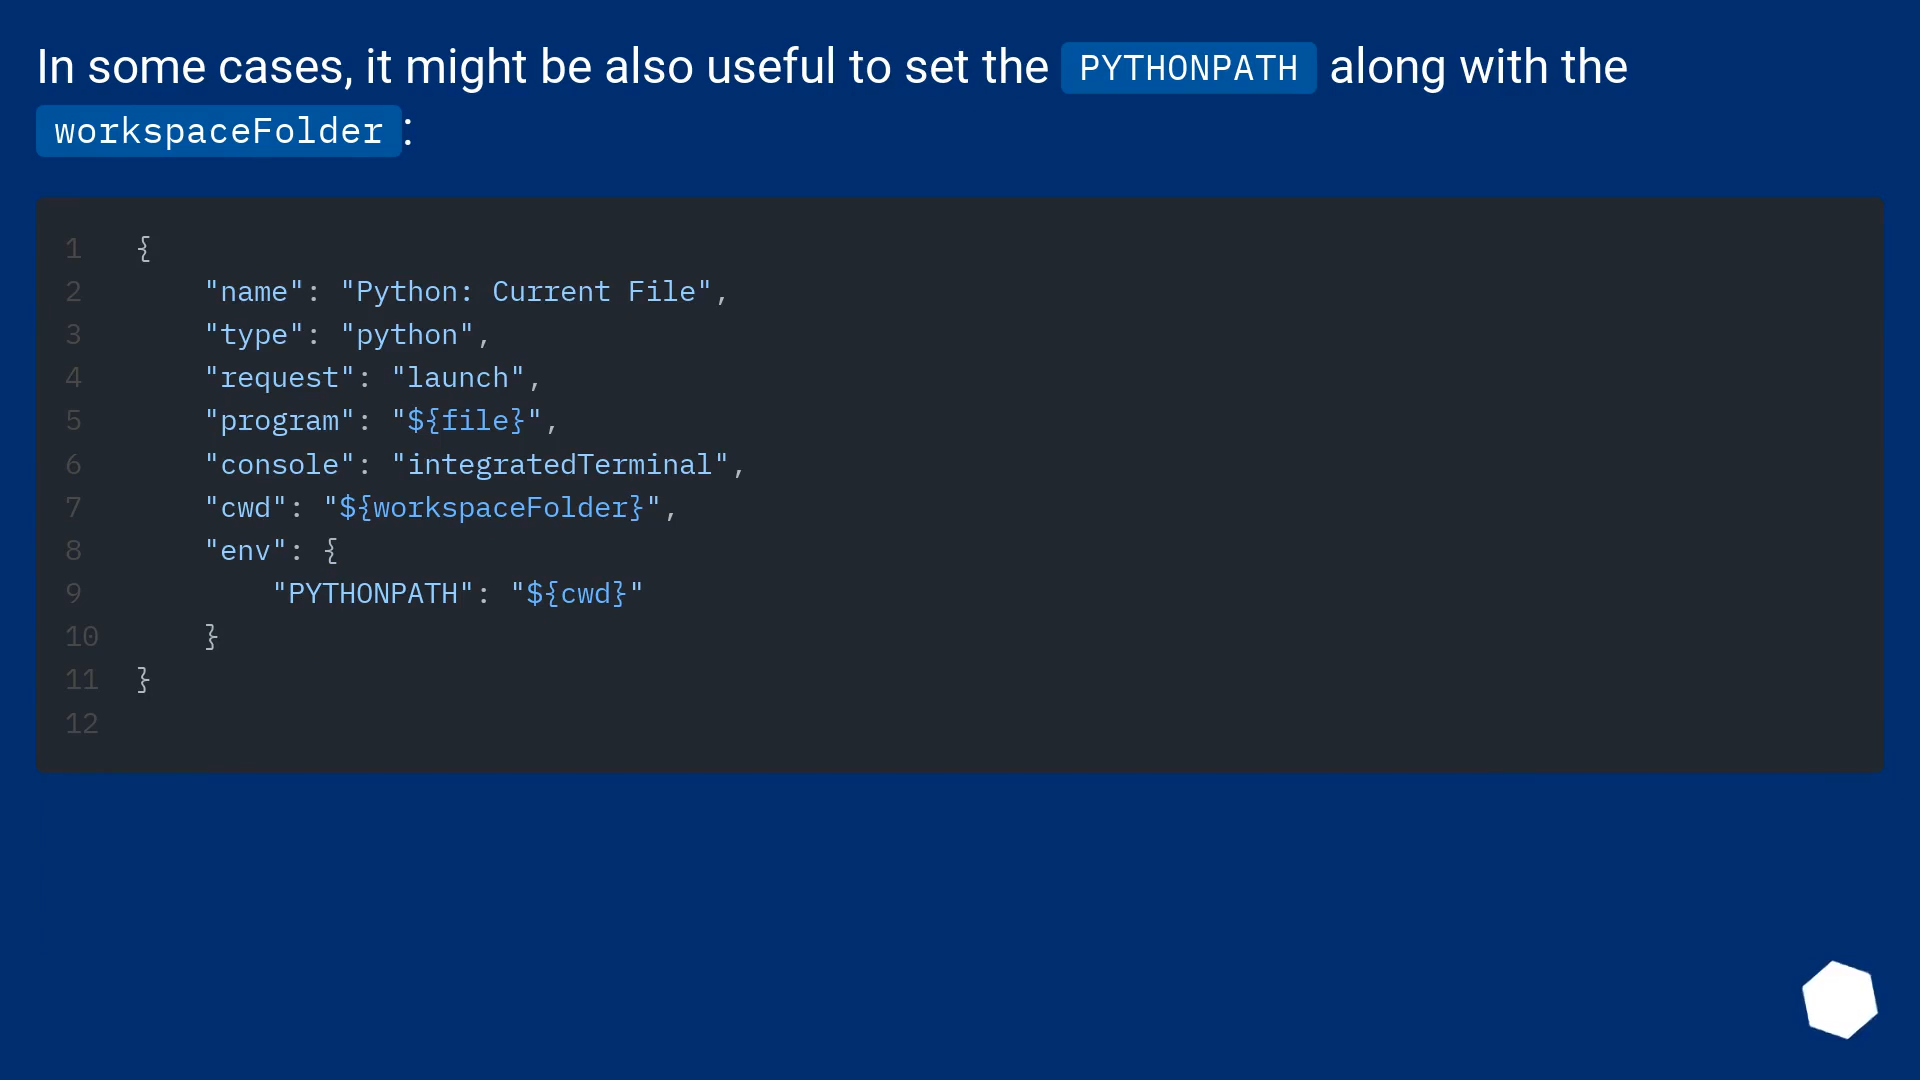 In some cases, it might be also useful to set the PYTHONPATH along with the
workspaceFolder:
1 {
2     "name": "Python: Current File",
3     "type": "python",
4     "request": "launch",
5     "program": "${file}",
6     "console": "integratedTerminal",
7     "cwd": "${workspaceFolder}",
8     "env": {
9         "PYTHONPATH": "${cwd}"
10     }
11 }
12